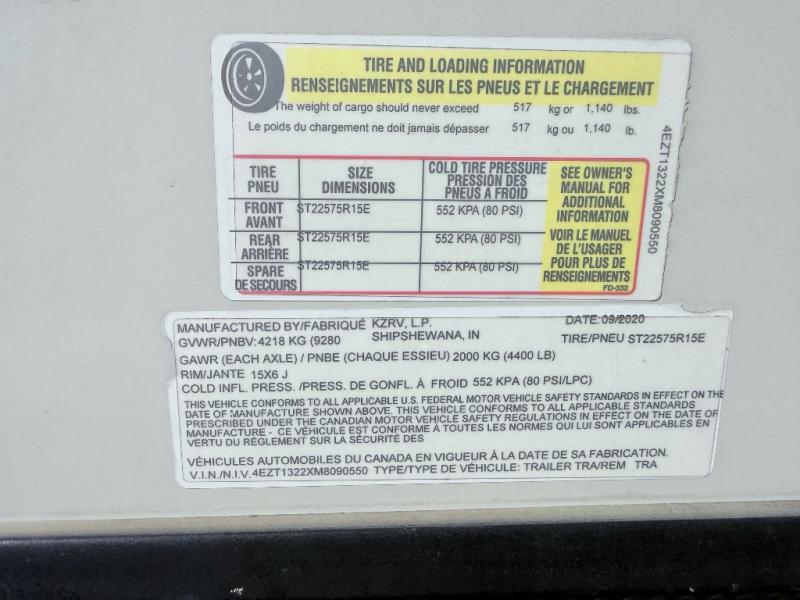 TIRE AND LOADING INFORMATION
RENSEIGNEMENTS SUR LES PNEUS ET LE CHARGEMENT
The weight of cargo should never exceed 517 kg or 1,140 lbs.
Le poids du chargement ne doit jamais dépasser 517 kg ou 1,140 lb.
TIRE PNEU SIZE DIMENSIONS COLD TIRE PRESSURE PRESSION DES PNEUS À FROID
FRONT AVANT ST22575R15E 552 KPA (80 PSI)
REAR ARRIÈRE ST22575R15E 552 KPA (80 PSI)
SPARE DE SECOURS ST22575R15E 552 KPA (80 PSI)
SEE OWNER'S
MANUAL FOR
ADDITIONAL
INFORMATION
VOIR LE MANUEL
DE L'USAGER
POUR PLUS DE
RENSEIGNEMENTS
FD-332
4EZT1322XM8090550
MANUFACTURED BY/FABRIQUÉ KZRV, L.P. DATE: 09/2020
GVWR/PNBV: 4218 KG (9280 SHIPSHEWANA, IN TIRE/PNEU ST22575R15E
GAWR (EACH AXLE) / PNBE (CHAQUE ESSIEU) 2000 KG (4400 LB)
RIM/JANTE 15X6 J
COLD INFL. PRESS. /PRESS. DE GONFL. À FROID 552 KPA (80 PSI/LPC)
THIS VEHICLE CONFORMS TO ALL APPLICABLE U.S. FEDERAL MOTOR VEHICLE SAFETY STANDARDS IN EFFECT ON THE
DATE OF MANUFACTURE SHOWN ABOVE. THIS VEHICLE CONFORMS TO ALL APPLICABLE STANDARDS
PRESCRIBED UNDER THE CANADIAN MOTOR VEHICLE SAFETY REGULATIONS IN EFFECT ON THE DATE OF
MANUFACTURE - CE VÉHICULE EST CONFORME À TOUTES LES NORMES QUI LUI SONT APPLICABLES EN
VERTU DU RÈGLEMENT SUR LA SÉCURITÉ DES
VÉHICULES AUTOMOBILES DU CANADA EN VIGUEUR À LA DATE DE SA FABRICATION.
V.I.N./N.I.V. 4EZT1322XM8090550 TYPE/TYPE DE VÉHICULE: TRAILER TRA/REM TRA